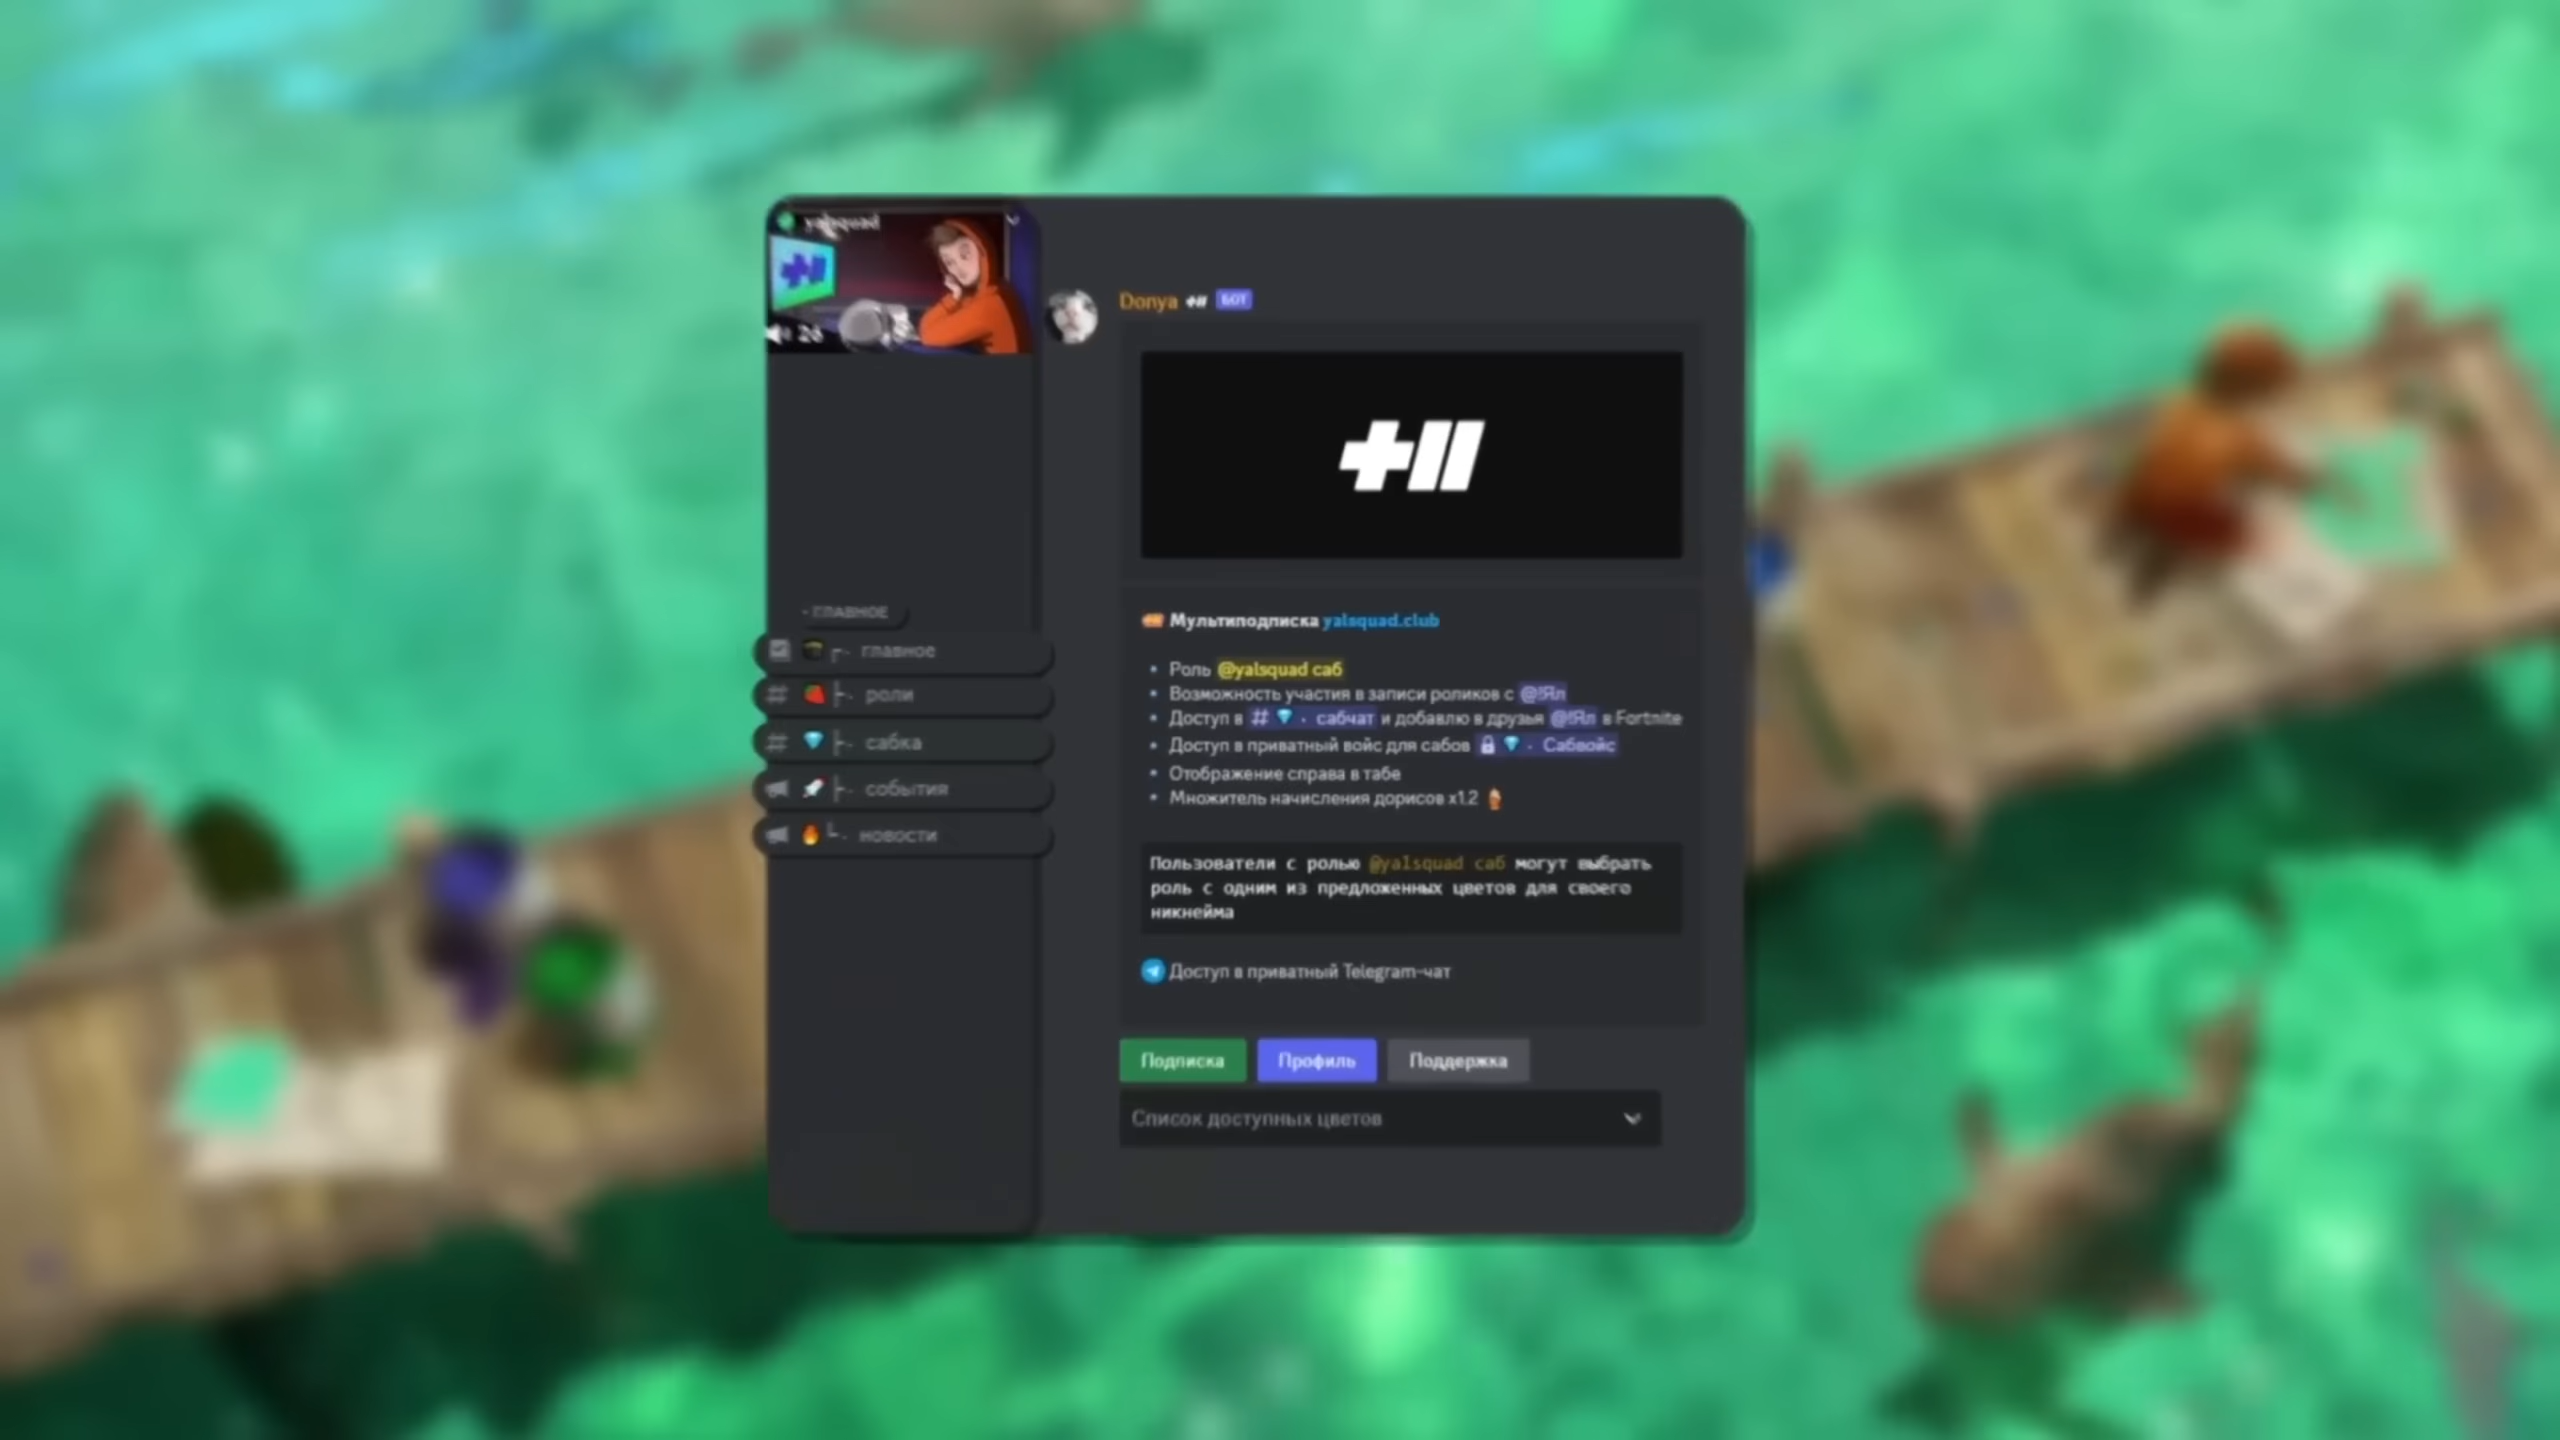 yalsquad
26
- ГЛАВНОЕ
главное
роли
сабка
события
новости
Donya БОТ
Мультиподписка yalsquad.club
• Роль @yalsquad саб
• Возможность участия в записи роликов с @!Ял
• Доступ в # 💎 · сабчат и добавлю в друзья @!Ял в Fortnite
• Доступ в приватный войс для сабов 💎 · Сабвойс
• Отображение справа в табе
• Множитель начисления дорисов x1.2
Пользователи с ролью @yalsquad саб могут выбрать
роль с одним из предложенных цветов для своего
никнейма
Доступ в приватный Telegram-чат
Подписка Профиль Поддержка
Список доступных цветов